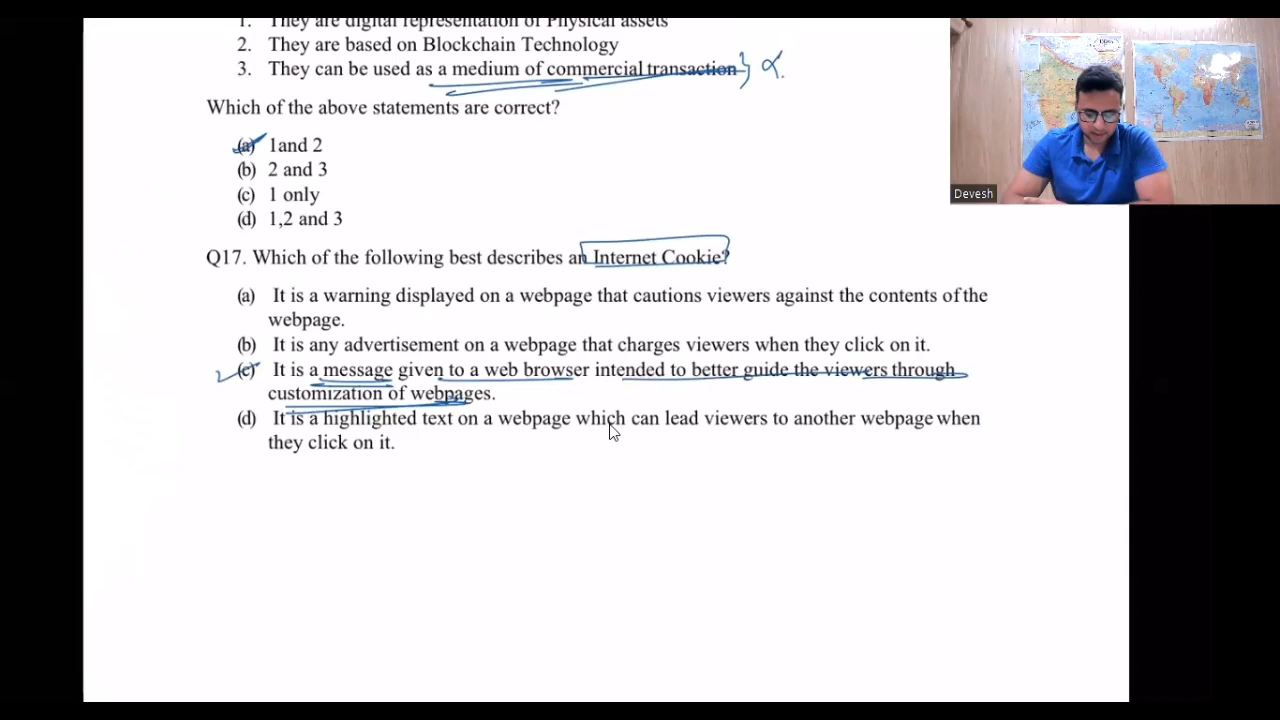 1. They are digital representation of Physical assets
2. They are based on Blockchain Technology
3. They can be used as a medium of commercial transaction
Which of the above statements are correct?
(a) 1and 2
(b) 2 and 3
(c) 1 only
(d) 1,2 and 3
Q17. Which of the following best describes an Internet Cookie?
(a) It is a warning displayed on a webpage that cautions viewers against the contents of the
webpage.
(b) It is any advertisement on a webpage that charges viewers when they click on it.
(c) It is a message given to a web browser intended to better guide the viewers through
customization of webpages.
(d) It is a highlighted text on a webpage which can lead viewers to another webpage when
they click on it.
Devesh